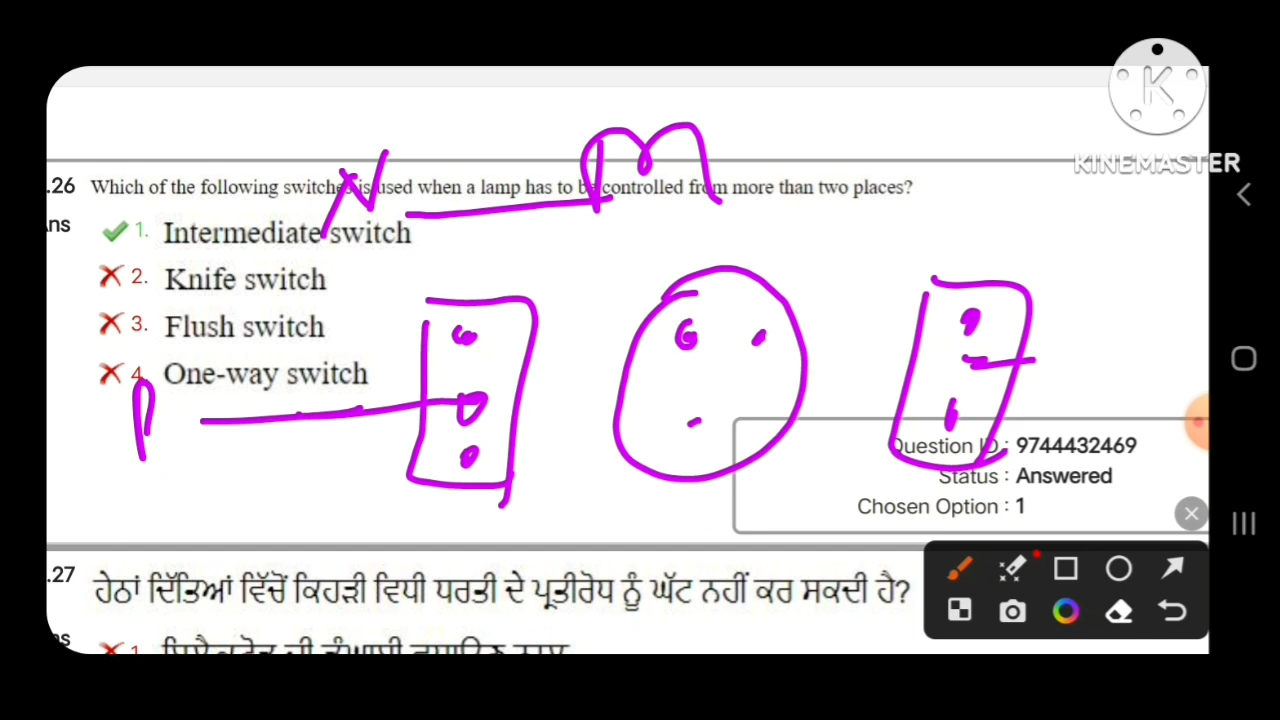 K
KINEMASTER
.26 Which of the following switches is used when a lamp has to be controlled from more than two places?
ns
1. Intermediate switch
2. Knife switch
3. Flush switch
4. One-way switch
N
P
Question ID : 9744432469
Status : Answered
Chosen Option : 1
.27 ਹੇਠਾਂ ਦਿੱਤਿਆਂ ਵਿੱਚੋਂ ਕਿਹੜੀ ਵਿਧੀ ਧਰਤੀ ਦੇ ਪ੍ਰਤੀਰੋਧ ਨੂੰ ਘੱਟ ਨਹੀਂ ਕਰ ਸਕਦੀ ਹੈ?
1.